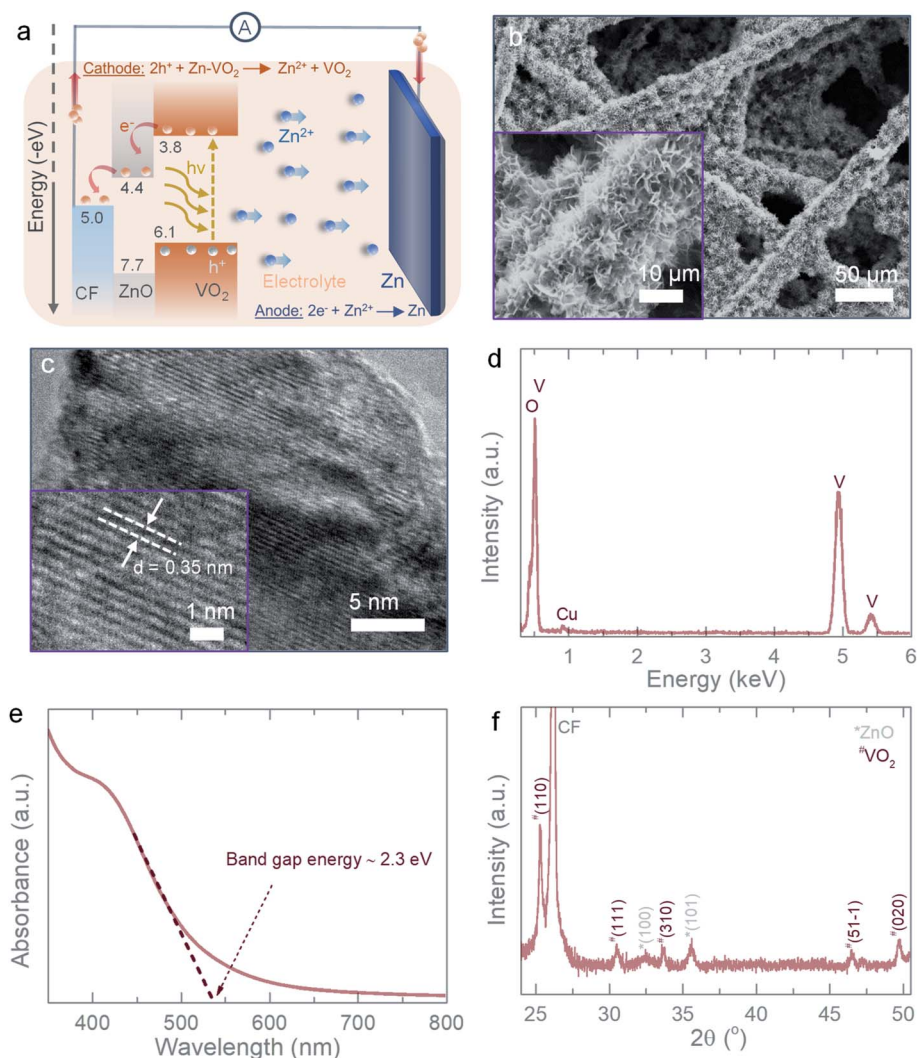 a
A
Cathode: 2h⁺ + Zn-VO₂ → Zn²⁺ + VO₂
Energy (-eV)
e⁻
3.8
4.4
5.0
hν
Zn²⁺
6.1
7.7
h⁺
CF
ZnO
VO₂
Electrolyte
Zn
Anode: 2e⁻ + Zn²⁺ → Zn
b
10 µm
50 µm
c
d = 0.35 nm
1 nm
5 nm
d
V
O
V
Cu
V
Intensity (a.u.)
1 2 3 4 5 6
Energy (keV)
e
Absorbance (a.u.)
Band gap energy ~ 2.3 eV
400 500 600 700 800
Wavelength (nm)
f
CF
*ZnO
#VO₂
Intensity (a.u.)
#(110)
#(111)
*(100)
#(310)
*(101)
#(51-1)
#(020)
25 30 35 40 45 50
2θ (°)